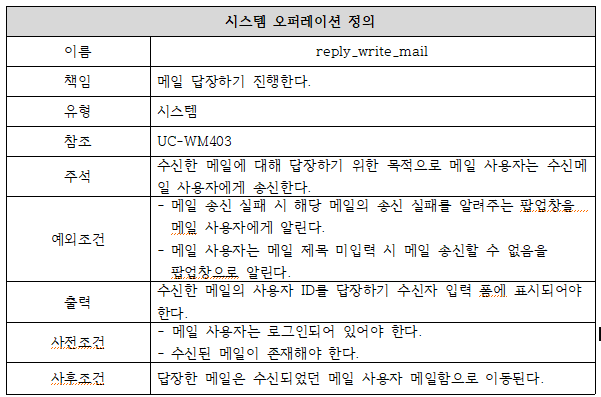 시스템 오퍼레이션 정의
이름
reply_write_mail
책임
메일 답장하기 진행한다.
유형
시스템
참조
UC-WM403
주석
수신한 메일에 대해 답장하기 위한 목적으로 메일 사용자는 수신메
일 사용자에게 송신한다.
예외조건
- 메일 송신 실패 시 해당 메일의 송신 실패를 알려주는 팝업창을
메일 사용자에게 알린다.
- 메일 사용자는 메일 제목 미입력 시 메일 송신할 수 없음을
팝업창으로 알린다.
출력
수신한 메일의 사용자 ID를 답장하기 수신자 입력 폼에 표시되어야
한다.
사전조건
- 메일 사용자는 로그인되어 있어야 한다.
- 수신된 메일이 존재해야 한다.
사후조건
답장한 메일은 수신되었던 메일 사용자 메일함으로 이동된다.